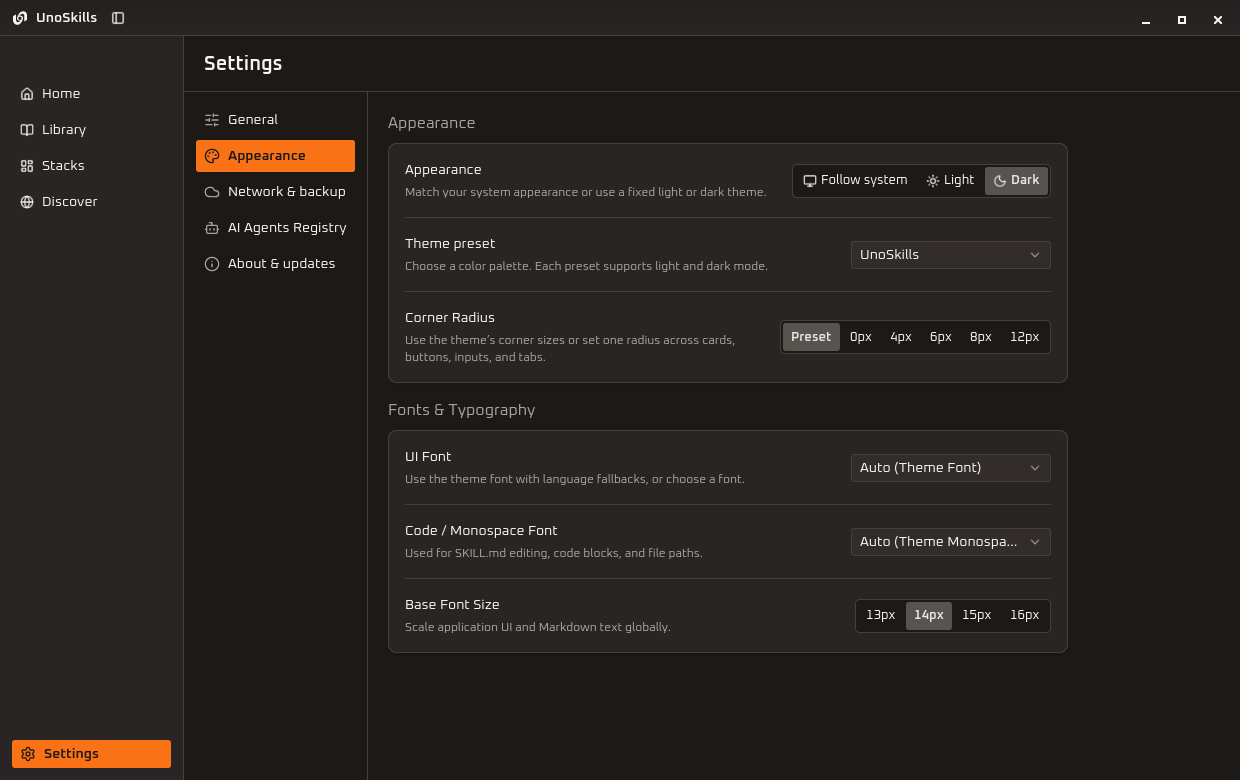 UnoSkills
Home
Library
Stacks
Discover
Settings
Settings
General
Appearance
Network & backup
AI Agents Registry
About & updates
Appearance
Appearance
Match your system appearance or use a fixed light or dark theme.
Follow system Light Dark
Theme preset
Choose a color palette. Each preset supports light and dark mode.
UnoSkills
Corner Radius
Use the theme’s corner sizes or set one radius across cards,
buttons, inputs, and tabs.
Preset 0px 4px 6px 8px 12px
Fonts & Typography
UI Font
Use the theme font with language fallbacks, or choose a font.
Auto (Theme Font)
Code / Monospace Font
Used for SKILL.md editing, code blocks, and file paths.
Auto (Theme Monospa...
Base Font Size
Scale application UI and Markdown text globally.
13px 14px 15px 16px